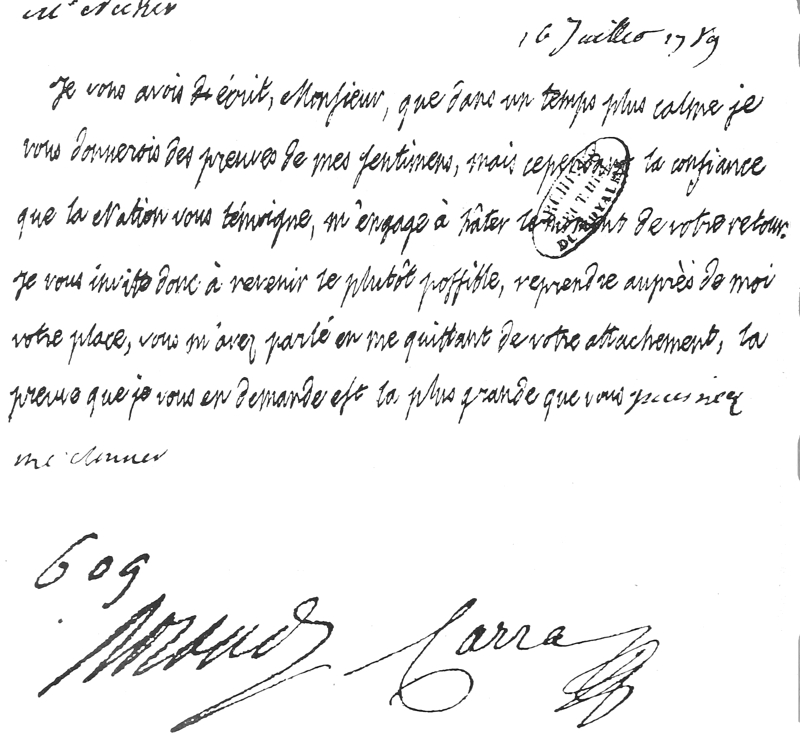 Mr Necker
16 Juillet 1789
Je vous avois écrit, Monsieur, que dans un temps plus calme je
vous donnerois des preuves de mes sentimens, mais cependant la confiance
que la Nation vous témoigne, m'engage à hâter le moment de votre retour.
Je vous invitte donc à revenir le plutôt possible, reprendre auprès de moi
votre place, vous m'avez parlé en me quittant de votre attachement, la
preuve que je vous en demande est la plus grande que vous puissiez
me donner
609
Carra